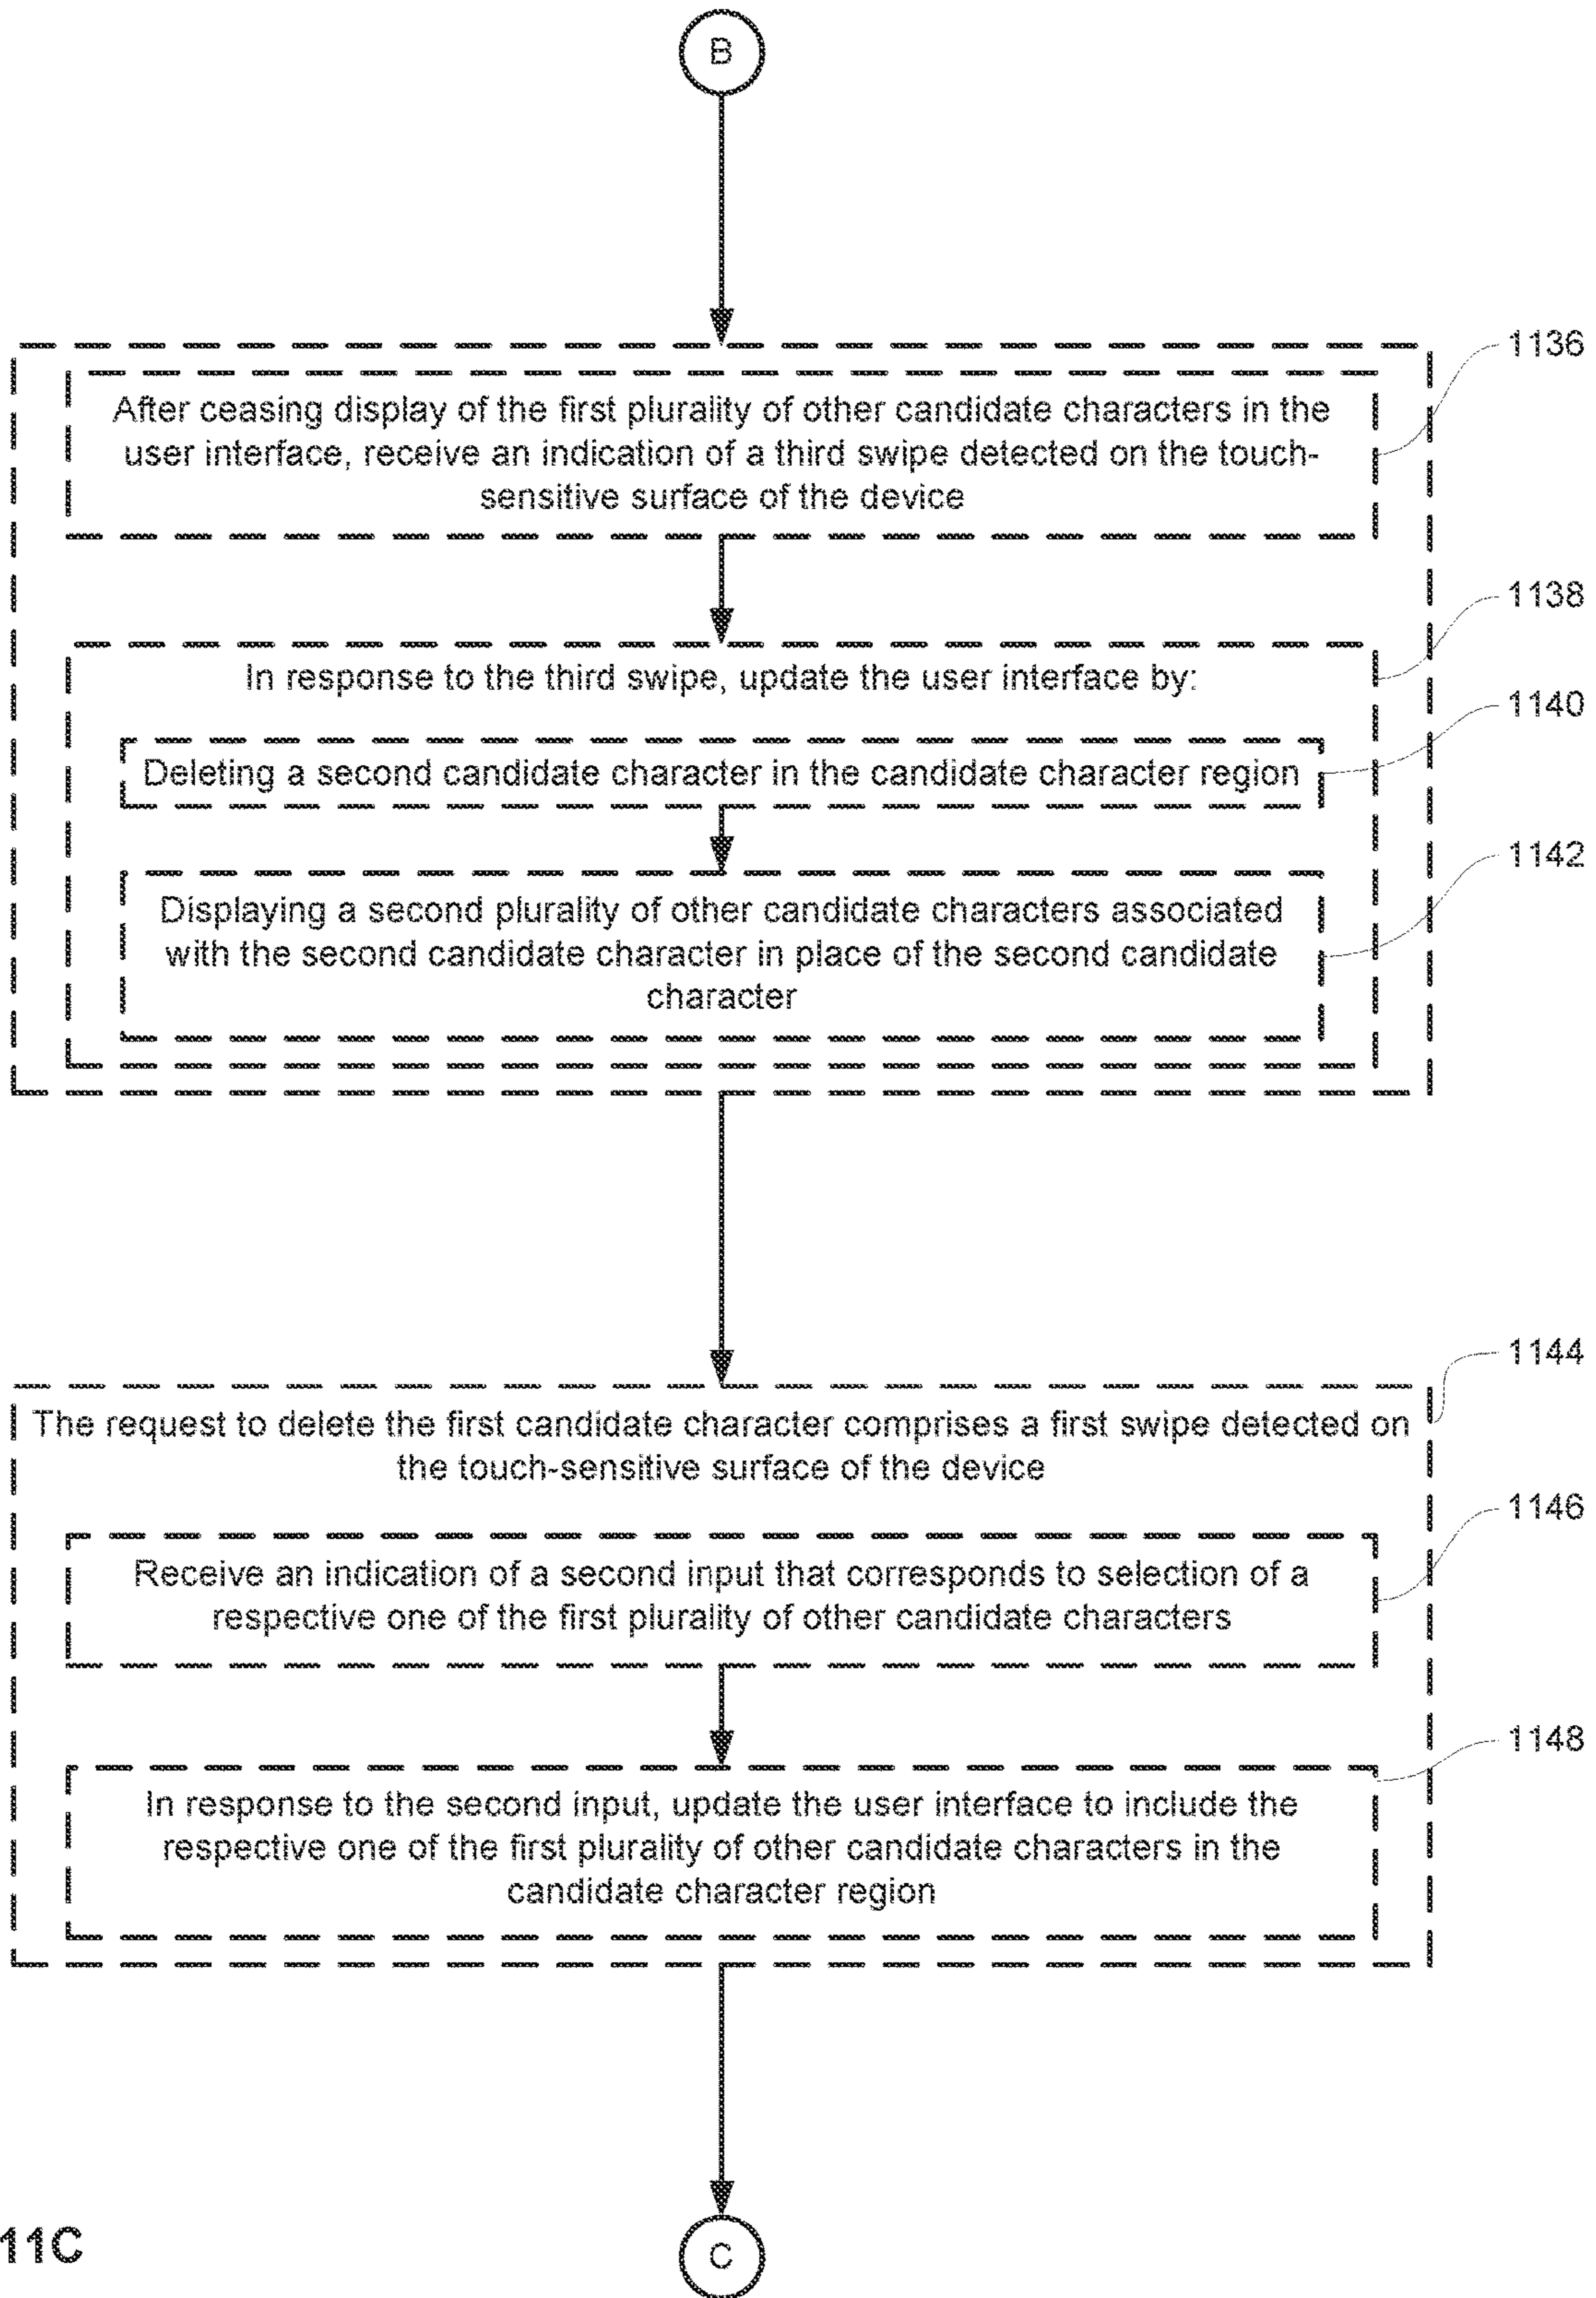 B
1136
After ceasing display of the first plurality of other candidate characters in the
user interface, receive an indication of a third swipe detected on the touch-
sensitive surface of the device
1138
In response to the third swipe, update the user interface by:
1140
Deleting a second candidate character in the candidate character region
1142
Displaying a second plurality of other candidate characters associated
with the second candidate character in place of the second candidate
character
1144
The request to delete the first candidate character comprises a first swipe detected on
the touch-sensitive surface of the device
1146
Receive an indication of a second input that corresponds to selection of a
respective one of the first plurality of other candidate characters
1148
In response to the second input, update the user interface to include the
respective one of the first plurality of other candidate characters in the
candidate character region
11C
C